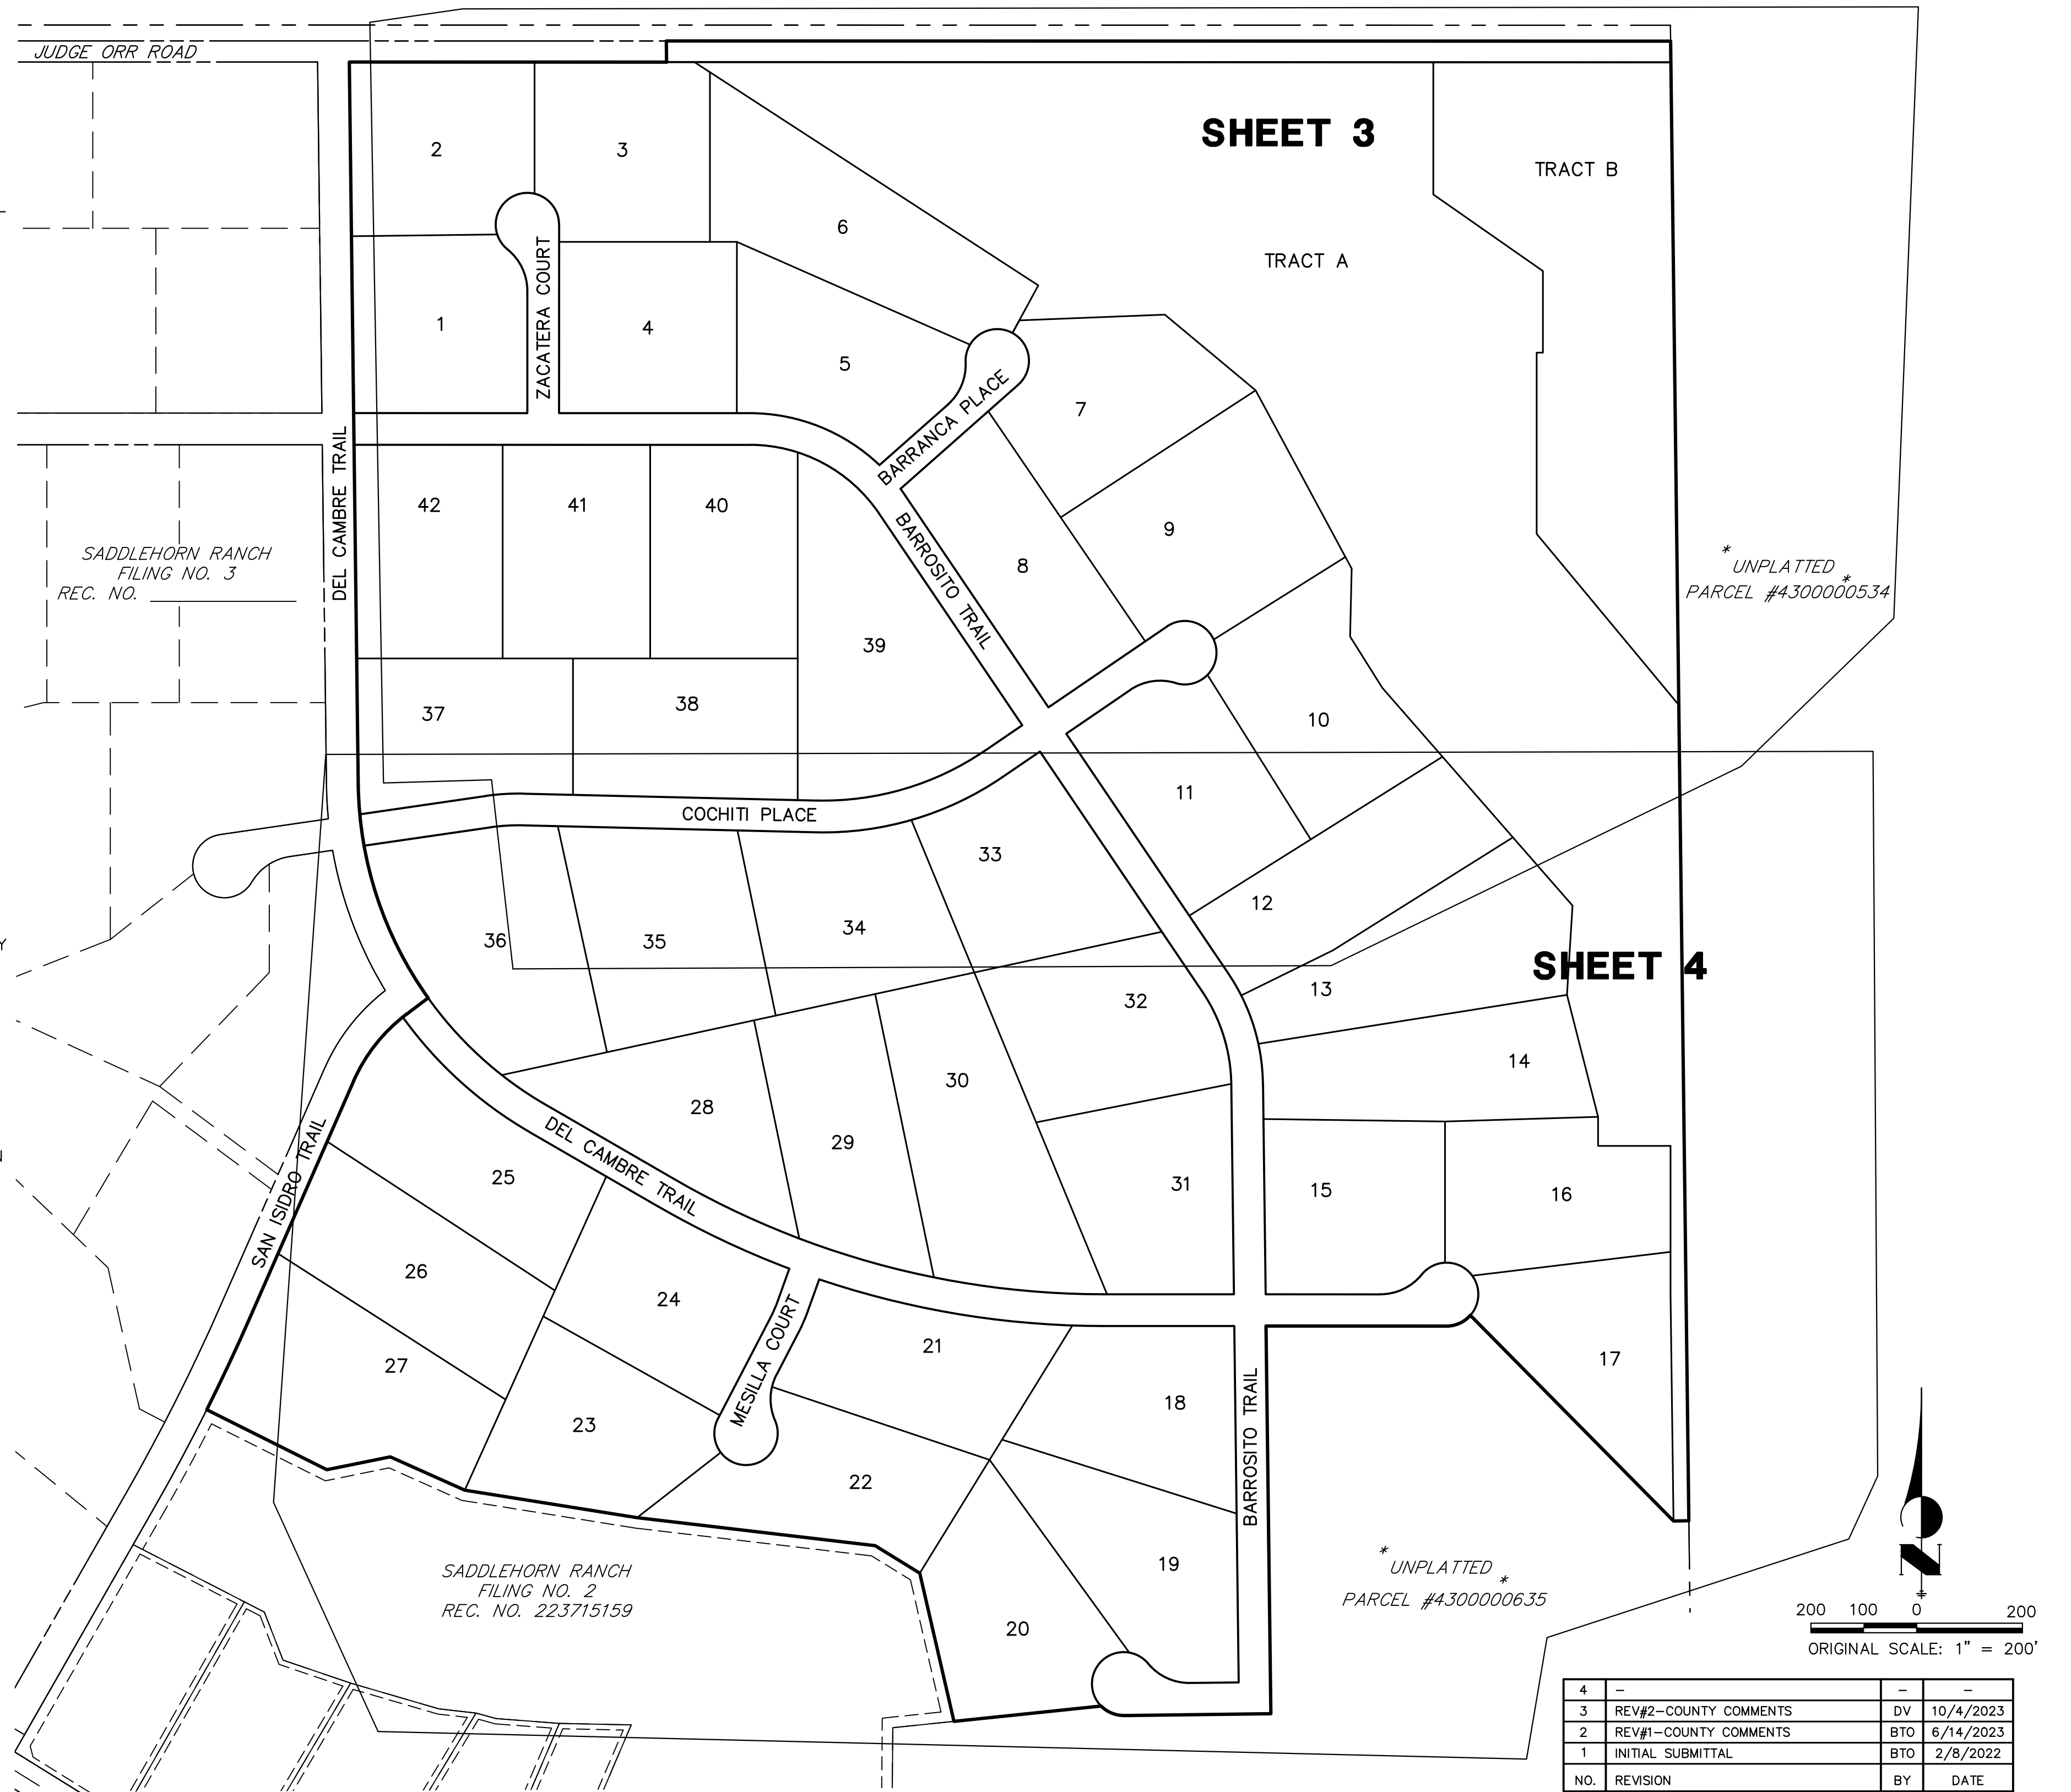 JUDGE ORR ROAD
SHEET 3
2
3
TRACT B
6
TRACT A
ZACATERA COURT
1
4
5
BARRANCA PLACE
7
DEL CAMBRE TRAIL
42
41
40
BARROSITO TRAIL
9
SADDLEHORN RANCH
FILING NO. 3
REC. NO.
8
*
UNPLATTED
*
PARCEL #4300000534
39
37
38
10
11
COCHITI PLACE
33
12
36
35
34
SHEET 4
13
32
14
30
28
29
DEL CAMBRE TRAIL
SAN ISIDRO TRAIL
25
31
15
16
26
24
MESILLA COURT
21
27
17
18
23
BARROSITO TRAIL
22
19
SADDLEHORN RANCH
FILING NO. 2
REC. NO. 223715159
*
UNPLATTED
*
PARCEL #4300000635
20
N
200 100 0 200
ORIGINAL SCALE: 1" = 200'
4 – – –
3 REV#2–COUNTY COMMENTS DV 10/4/2023
2 REV#1–COUNTY COMMENTS BTO 6/14/2023
1 INITIAL SUBMITTAL BTO 2/8/2022
NO. REVISION BY DATE